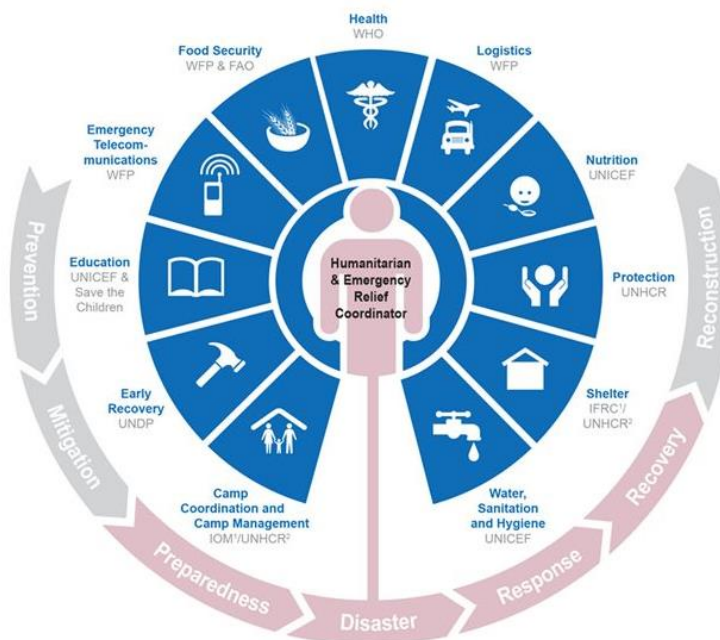 Health
WHO
Logistics
WFP
Nutrition
UNICEF
Protection
UNHCR
Shelter
IFRC¹/
UNHCR²
Water,
Sanitation
and Hygiene
UNICEF
Camp
Coordination and
Camp Management
IOM¹/UNHCR²
Early
Recovery
UNDP
Education
UNICEF &
Save the
Children
Emergency
Telecom-
munications
WFP
Food Security
WFP & FAO
Humanitarian
& Emergency
Relief
Coordinator
Prevention
Mitigation
Preparedness
Disaster
Response
Recovery
Reconstruction